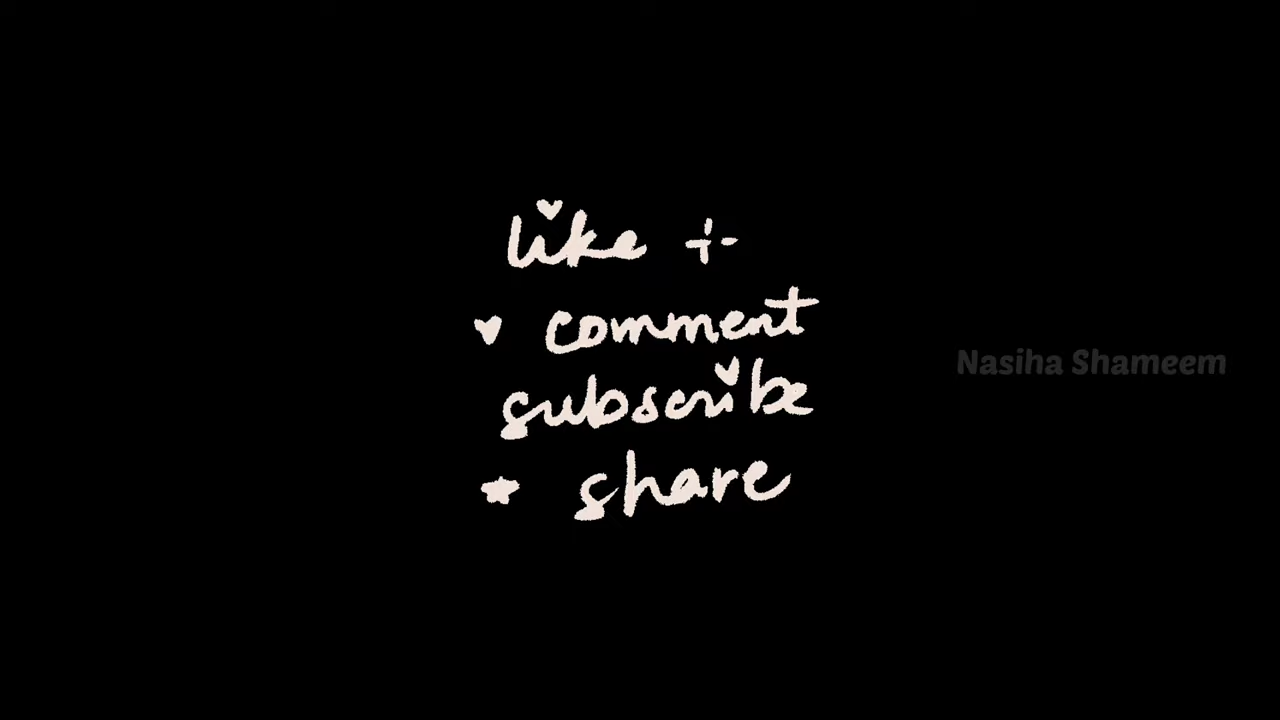 like +
♥ comment
subscribe
★ share
Nasiha Shameem